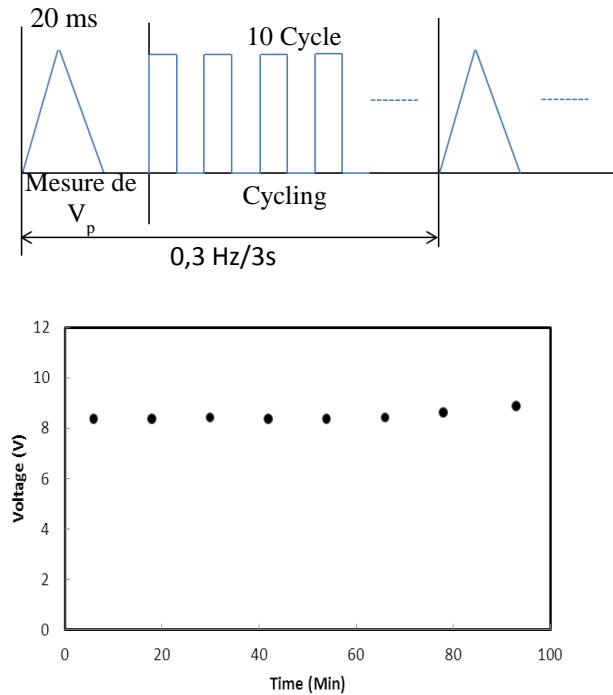 20 ms
10 Cycle
Mesure de
Vp
Cycling
0,3 Hz/3s
12
10
8
6
4
2
0
Voltage (V)
0 20 40 60 80 100
Time (Min)